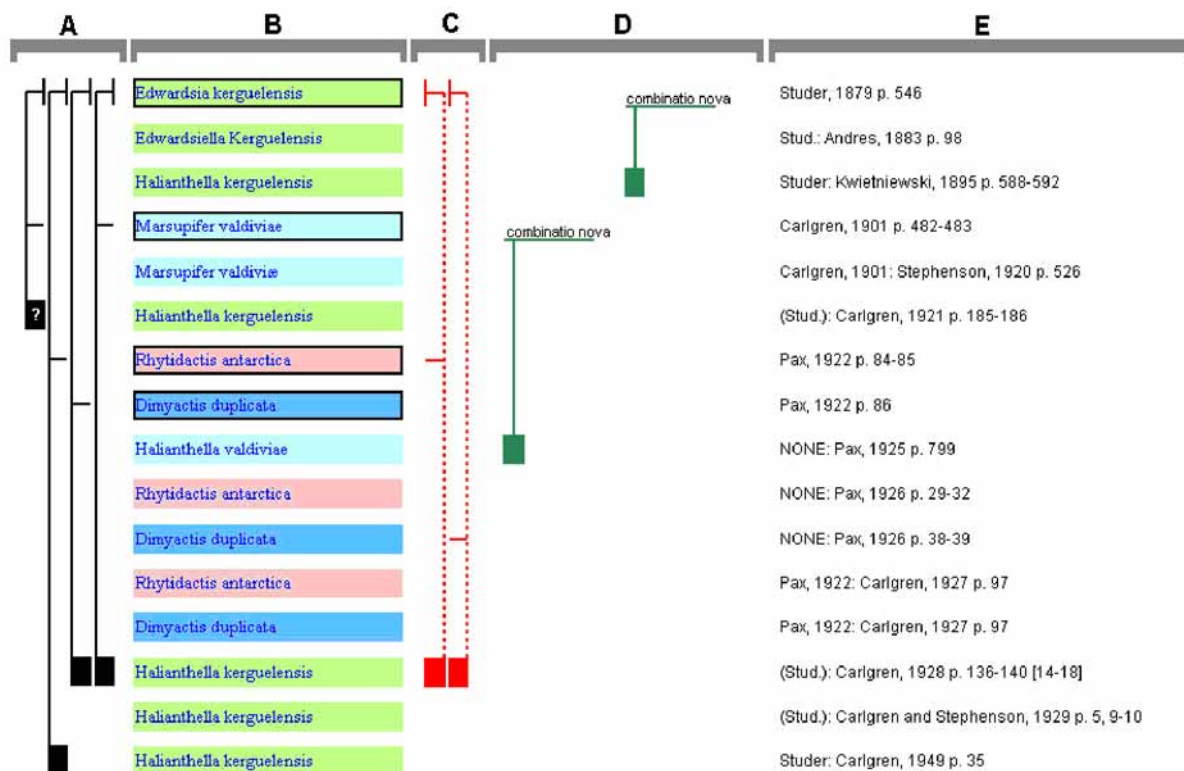 A B C D E
Edwardsia kerguelensis combinatio nova Studer, 1879 p. 546
Edwardsiella Kerguelensis Stud.: Andres, 1883 p. 98
Halianthella kerguelensis Studer: Kwietniewski, 1895 p. 588-592
Marsupifer valdiviae combinatio nova Carlgren, 1901 p. 482-483
Marsupifer valdiviæ Carlgren, 1901: Stephenson, 1920 p. 526
? Halianthella kerguelensis (Stud.): Carlgren, 1921 p. 185-186
Rhytidactis antarctica Pax, 1922 p. 84-85
Dimyactis duplicata Pax, 1922 p. 86
Halianthella valdiviae NONE: Pax, 1925 p. 799
Rhytidactis antarctica NONE: Pax, 1926 p. 29-32
Dimyactis duplicata NONE: Pax, 1926 p. 38-39
Rhytidactis antarctica Pax, 1922: Carlgren, 1927 p. 97
Dimyactis duplicata Pax, 1922: Carlgren, 1927 p. 97
Halianthella kerguelensis (Stud.): Carlgren, 1928 p. 136-140 [14-18]
Halianthella kerguelensis (Stud.): Carlgren and Stephenson, 1929 p. 5, 9-10
Halianthella kerguelensis Studer: Carlgren, 1949 p. 35